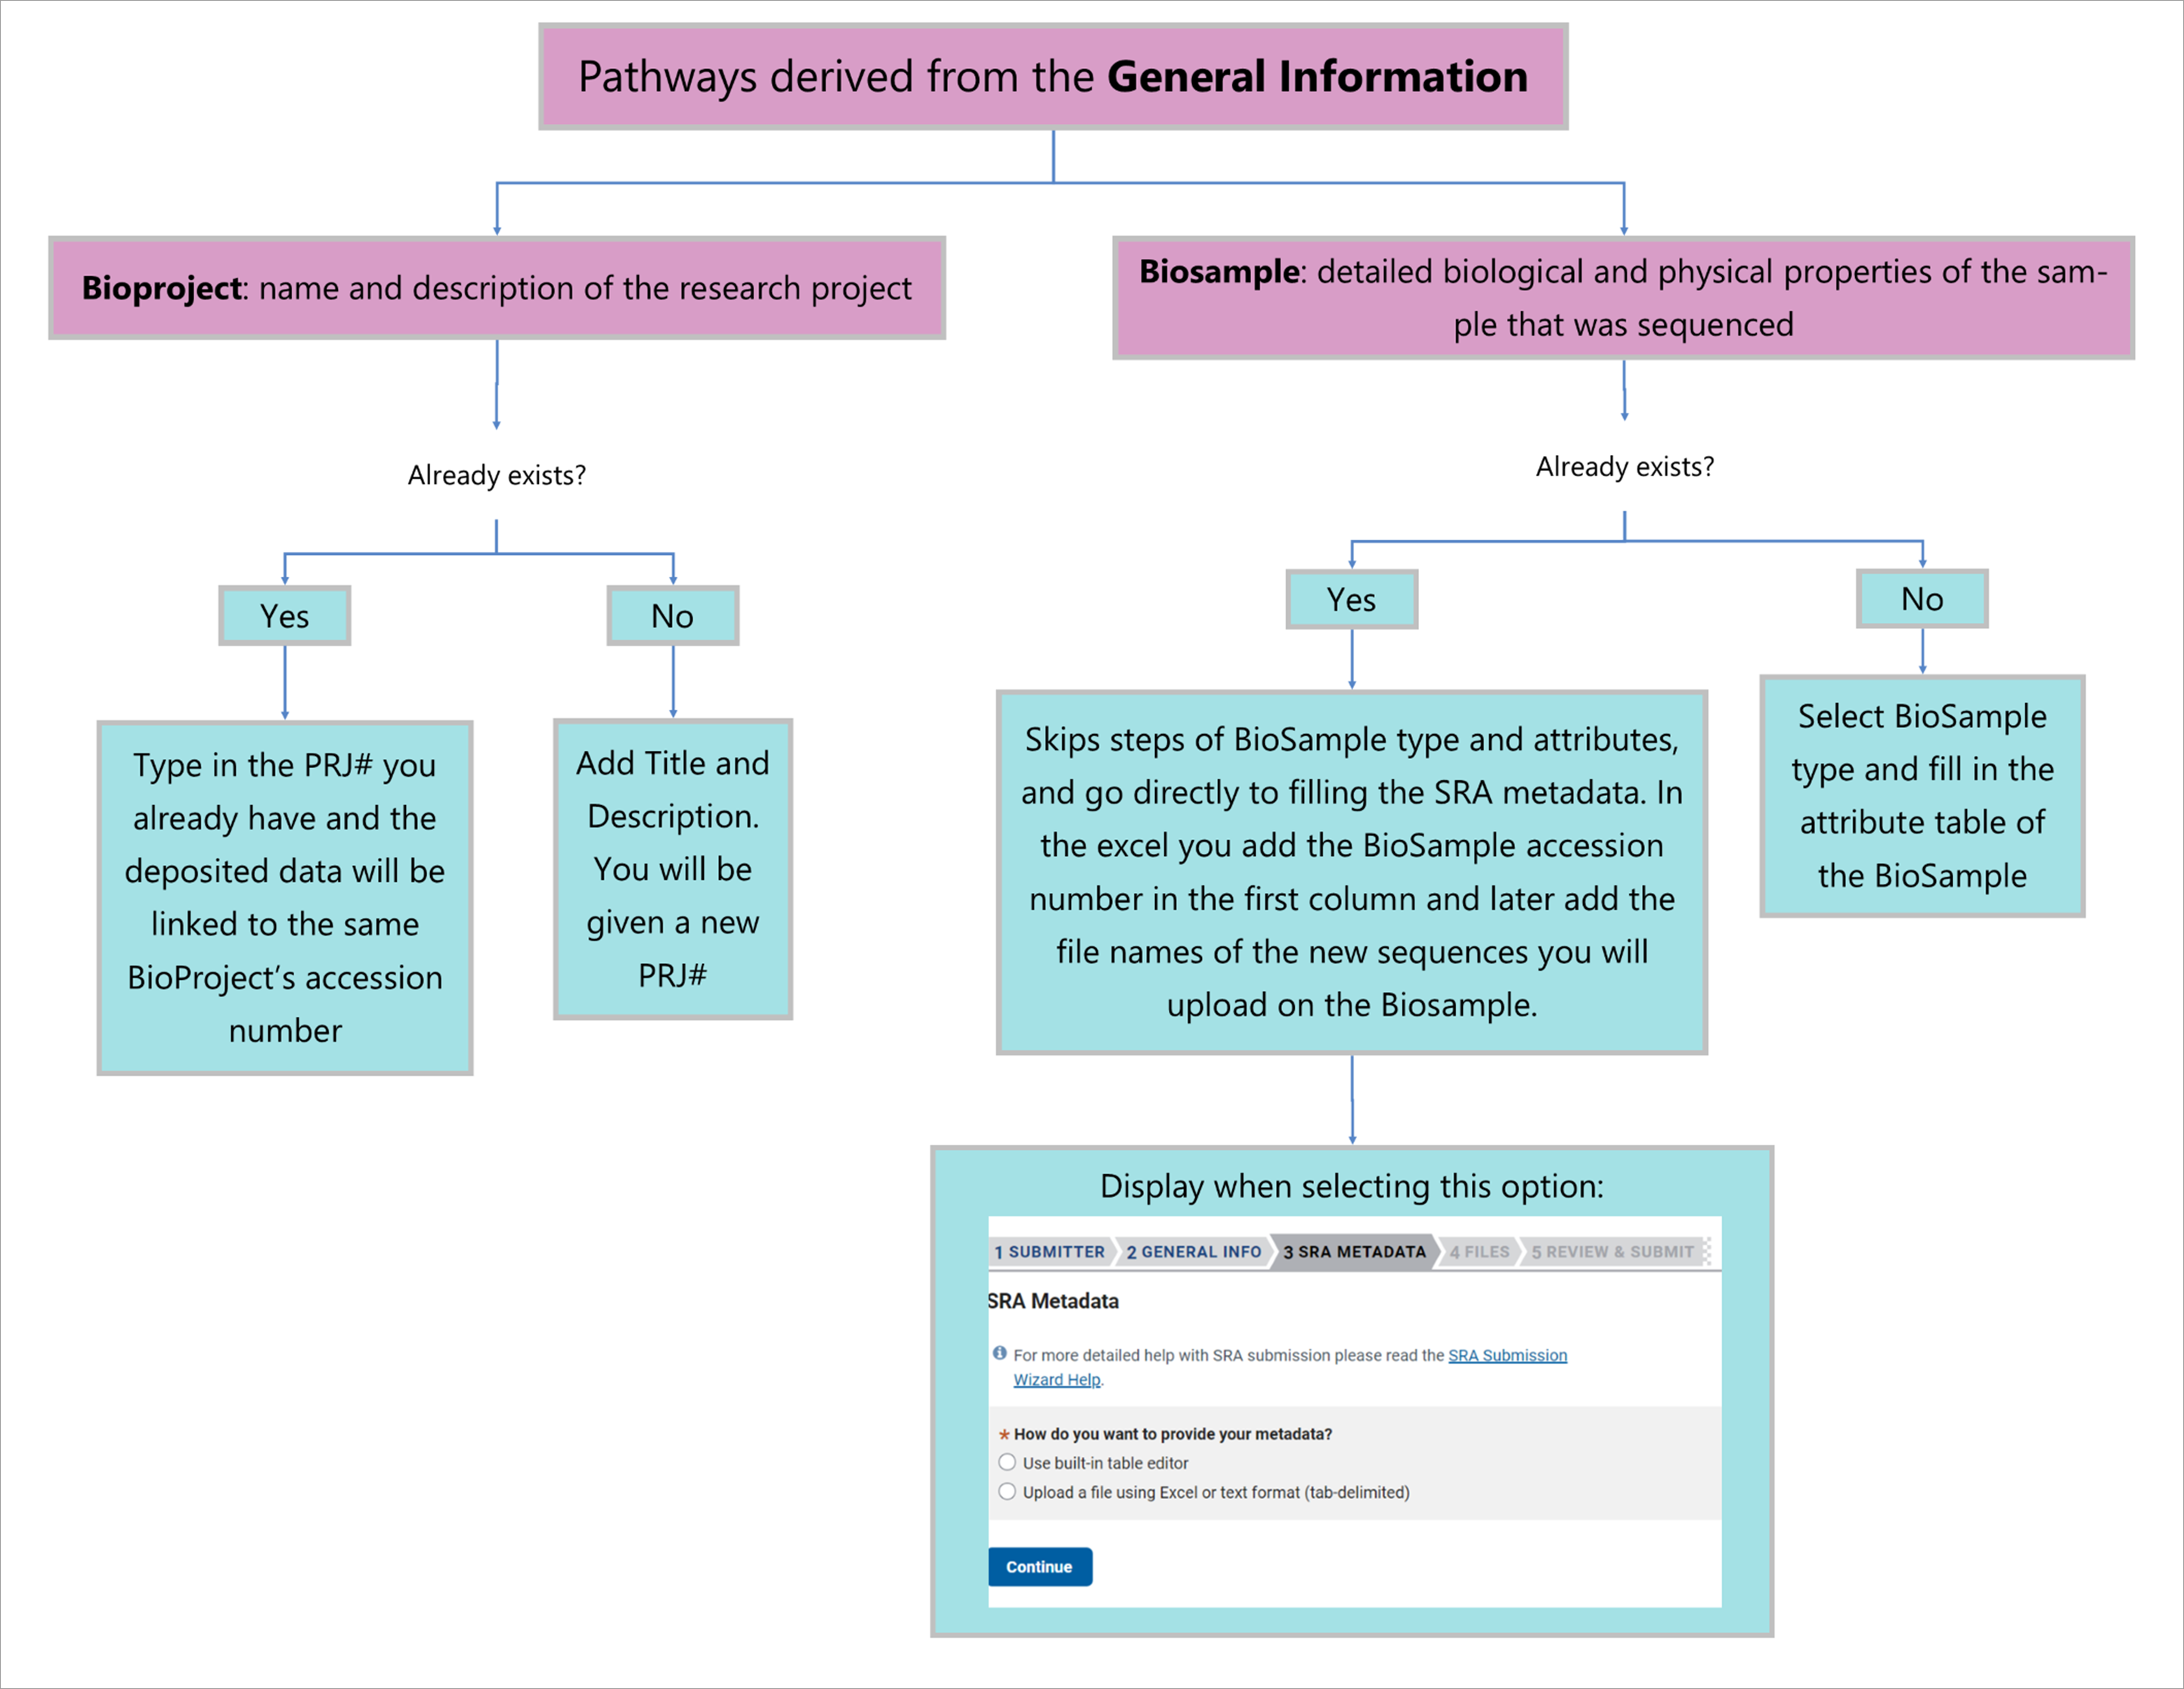 Pathways derived from the General Information
Bioproject: name and description of the research project
Biosample: detailed biological and physical properties of the sam-
ple that was sequenced
Already exists?
Already exists?
Yes
No
Yes
No
Type in the PRJ# you
already have and the
deposited data will be
linked to the same
BioProject’s accession
number
Add Title and
Description.
You will be
given a new
PRJ#
Skips steps of BioSample type and attributes,
and go directly to filling the SRA metadata. In
the excel you add the BioSample accession
number in the first column and later add the
file names of the new sequences you will
upload on the Biosample.
Select BioSample
type and fill in the
attribute table of
the BioSample
Display when selecting this option:
1 SUBMITTER 2 GENERAL INFO 3 SRA METADATA 4 FILES 5 REVIEW & SUBMIT
SRA Metadata
For more detailed help with SRA submission please read the SRA Submission
Wizard Help.
* How do you want to provide your metadata?
Use built-in table editor
Upload a file using Excel or text format (tab-delimited)
Continue